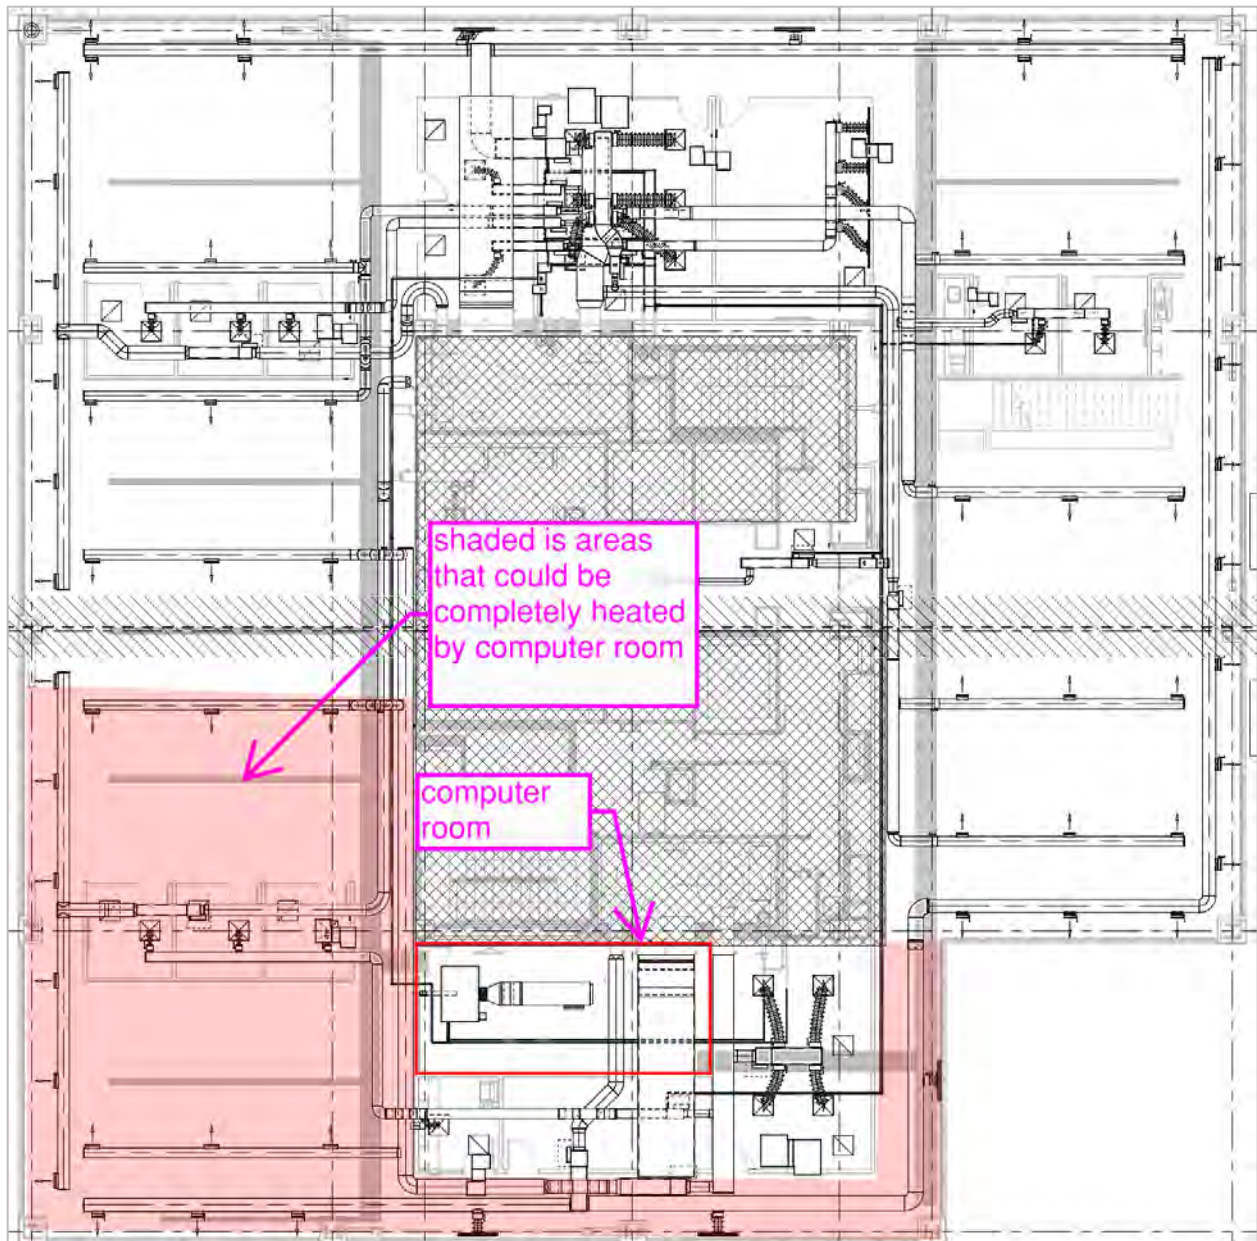 shaded is areas
that could be
completely heated
by computer room
computer
room